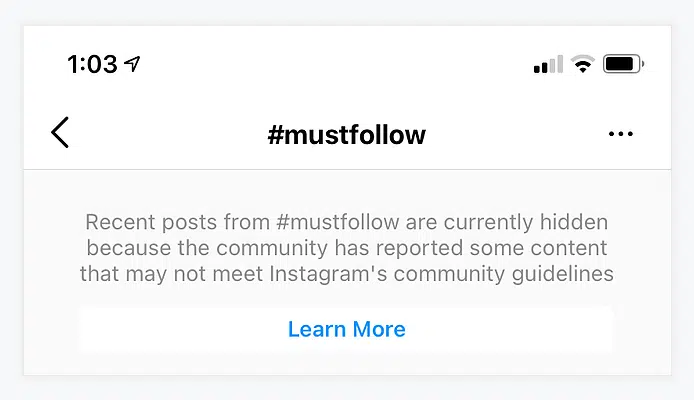 1:03
#mustfollow
Recent posts from #mustfollow are currently hidden
because the community has reported some content
that may not meet Instagram's community guidelines
Learn More